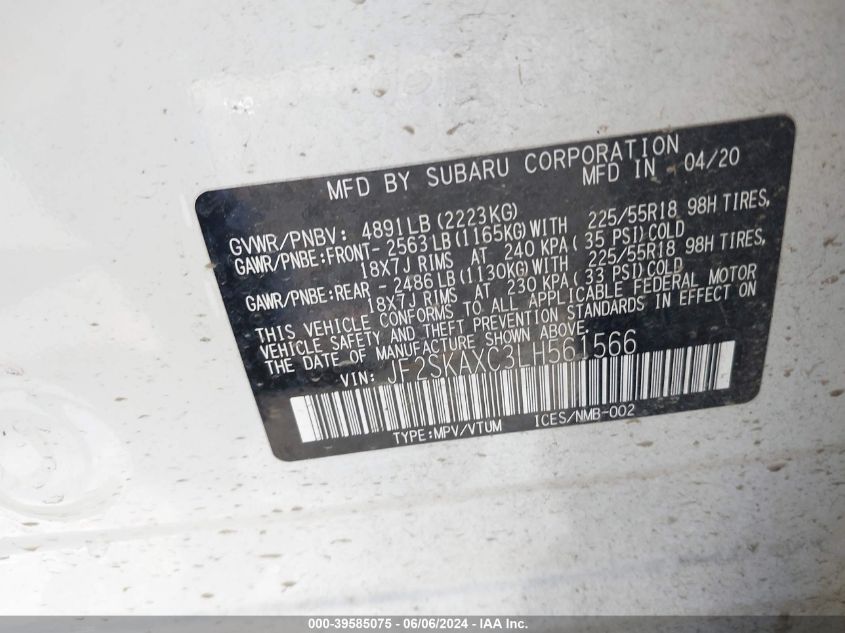 MFD BY SUBARU CORPORATION
MFD IN 04/20
GVWR/PNBV: 4891LB(2223KG)
GAWR/PNBE:FRONT-2563LB(1165KG)WITH 225/55R18 98H TIRES,
18X7J RIMS AT 240 KPA( 35 PSI)COLD
GAWR/PNBE:REAR -2486LB(1130KG)WITH 225/55R18 98H TIRES,
18X7J RIMS AT 230 KPA( 33 PSI)COLD
THIS VEHICLE CONFORMS TO ALL APPLICABLE FEDERAL MOTOR
VEHICLE SAFETY AND THEFT PREVENTION STANDARDS IN EFFECT ON
THE DATE OF MANUFACTURE SHOWN ABOVE.
VIN: JF2SKAXC3LH561566
TYPE:MPV/VTUM ICES/NMB-002
000-39585075 - 06/06/2024 - IAA Inc.